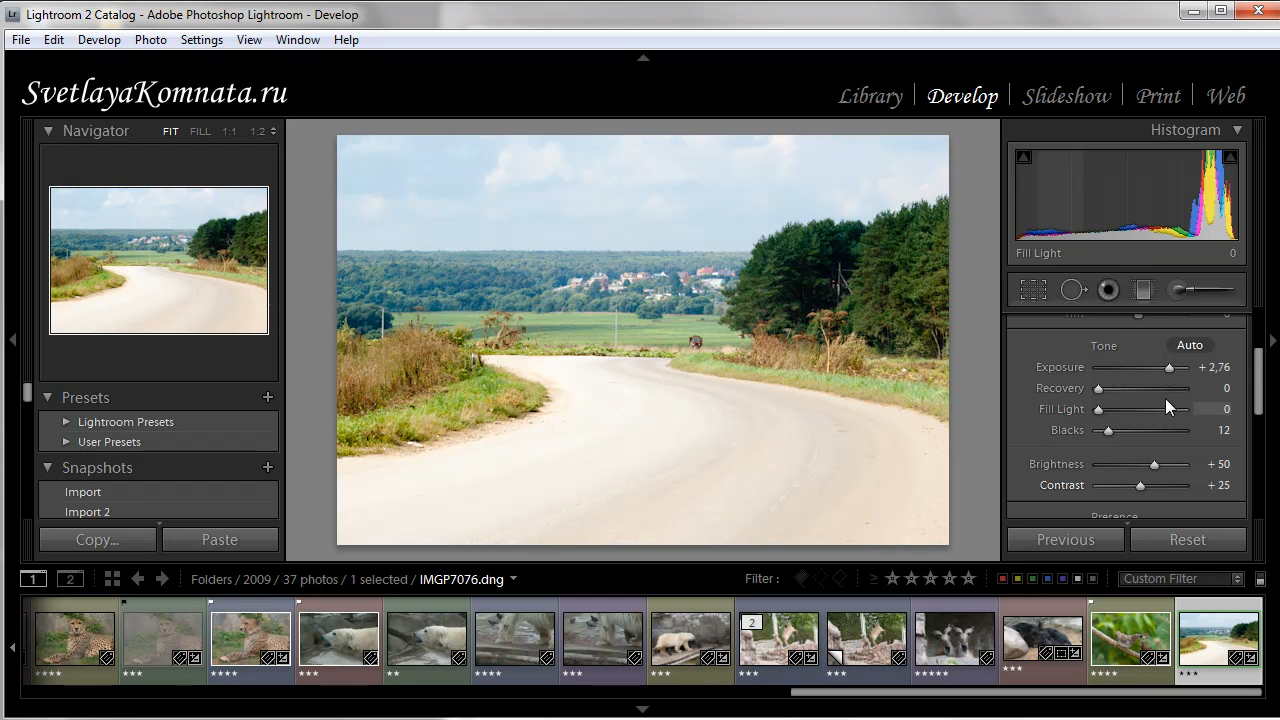 Lr Lightroom 2 Catalog - Adobe Photoshop Lightroom - Develop
File Edit Develop Photo Settings View Window Help
SvetlayaKomnata.ru Library | Develop | Slideshow | Print | Web
Navigator FIT FILL 1:1 1:2
Histogram
Fill Light 0
Tint 0
Tone Auto
Exposure + 2,76
Recovery 0
Fill Light 0
Blacks 12
Brightness + 50
Contrast + 25
Presence
Presets +
Lightroom Presets
User Presets
Snapshots +
Import
Import 2
Copy... Paste
Previous Reset
1 2 Folders / 2009 / 37 photos / 1 selected / IMGP7076.dng Filter : ≥ ★★★★★ Custom Filter
2